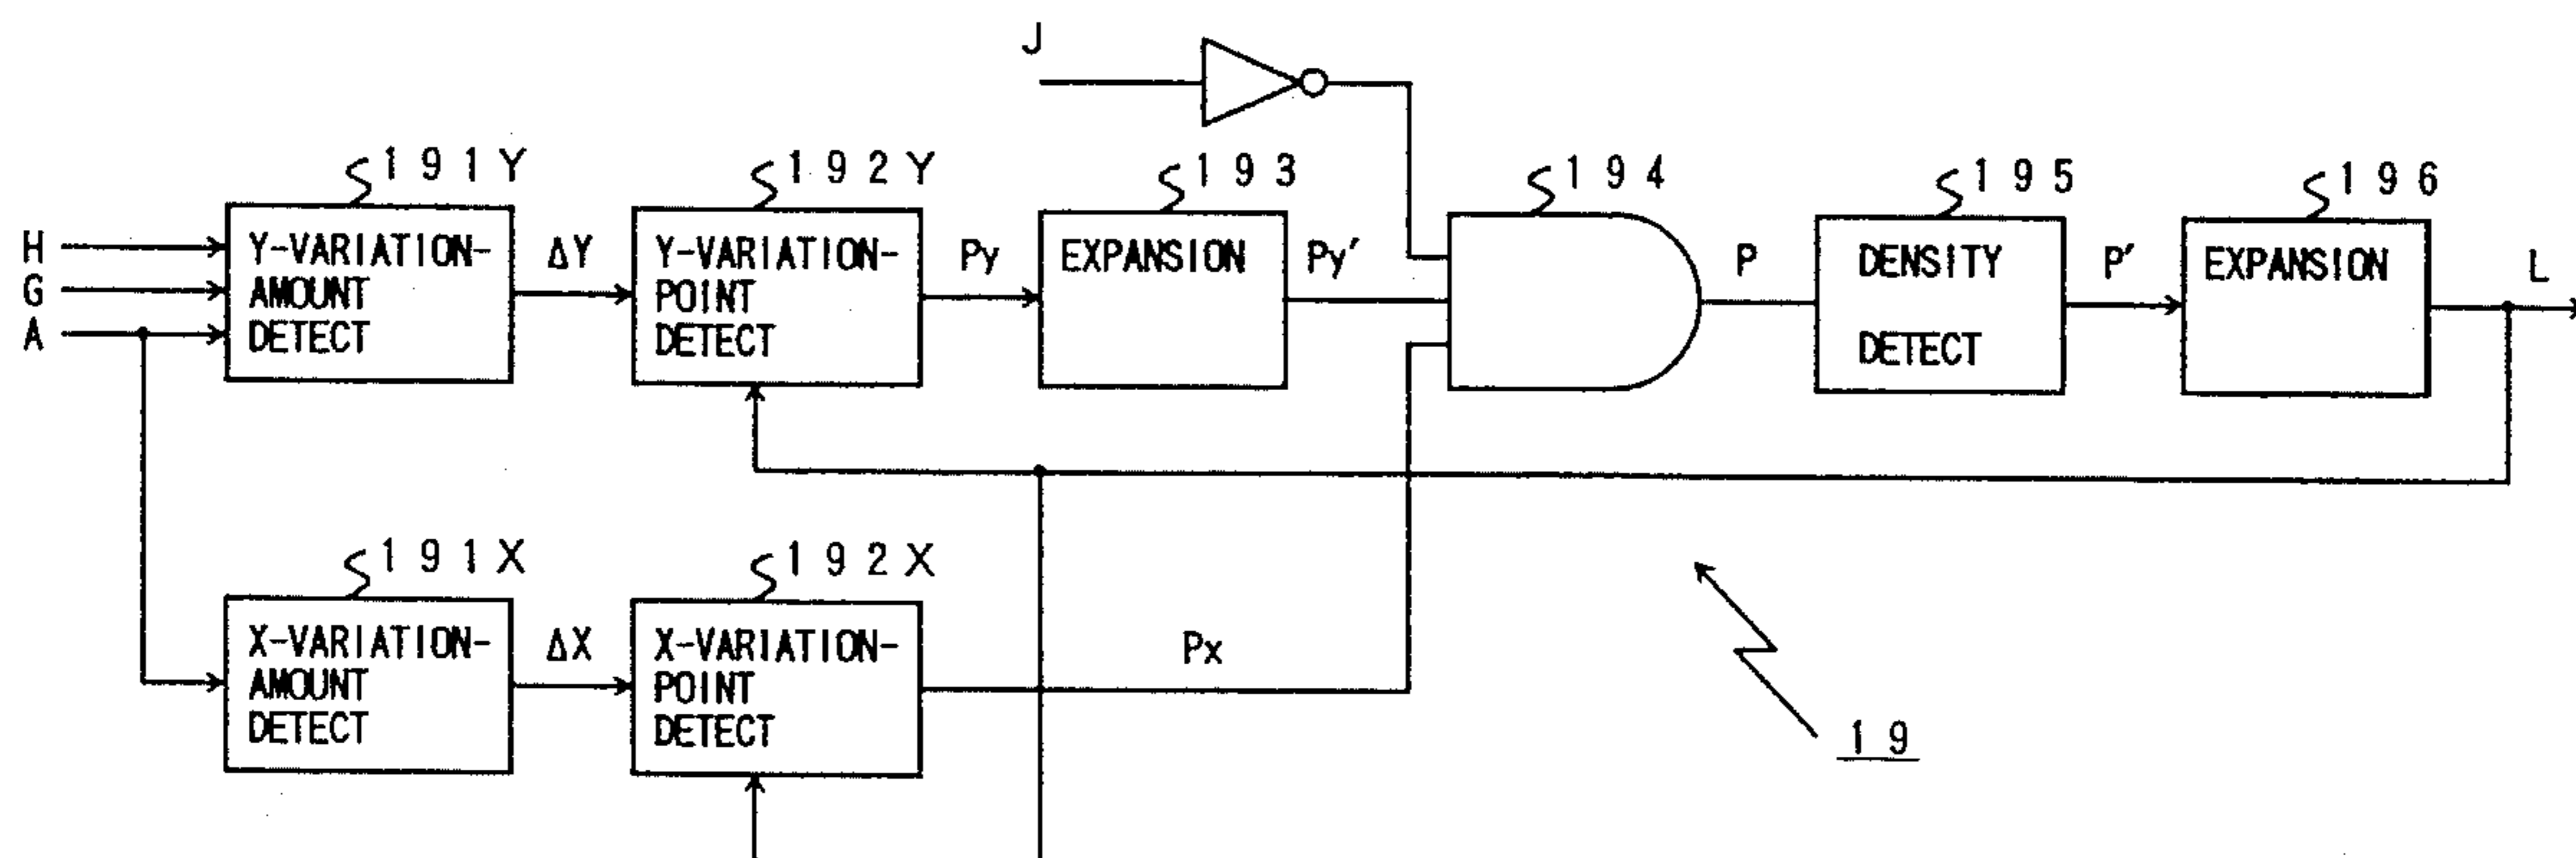 J
191Y
192Y
193
194
195
196
H
G
A
Y-VARIATION-
AMOUNT
DETECT
ΔY
Y-VARIATION-
POINT
DETECT
Py
EXPANSION
Py'
P
DENSITY
DETECT
P'
EXPANSION
L
191X
192X
X-VARIATION-
AMOUNT
DETECT
ΔX
X-VARIATION-
POINT
DETECT
Px
19